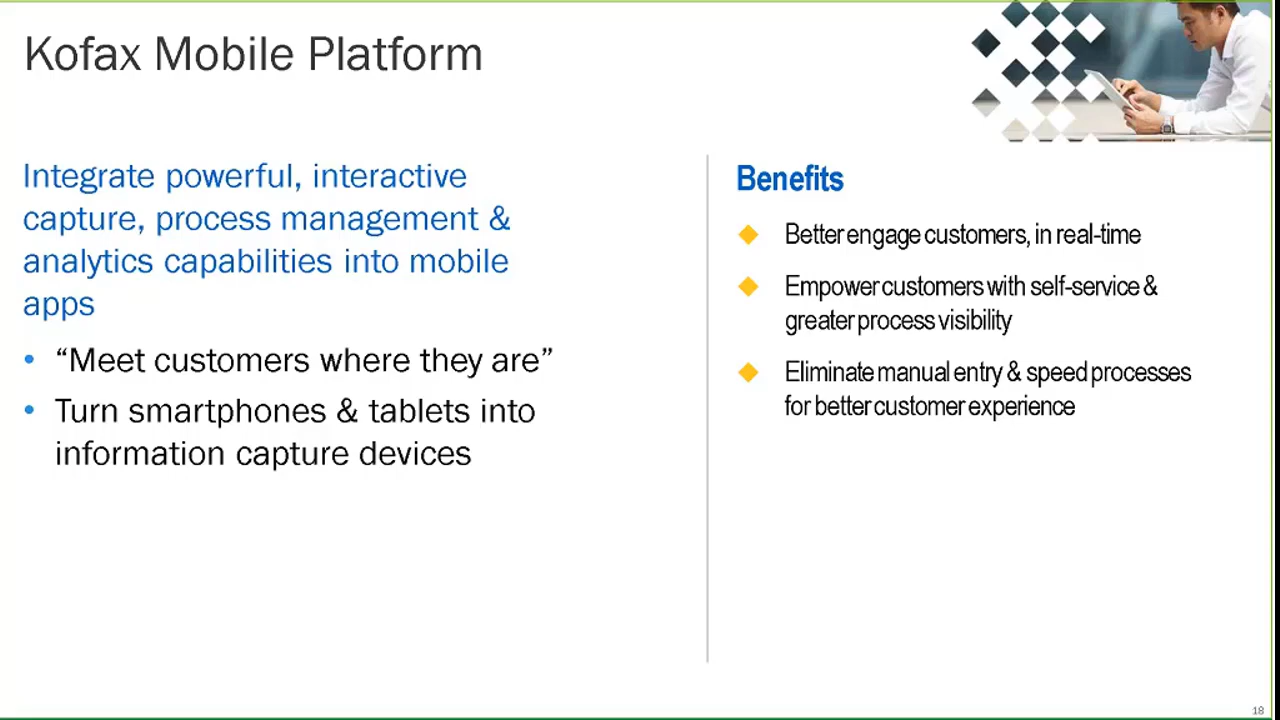 Kofax Mobile Platform
Integrate powerful, interactive
capture, process management &
analytics capabilities into mobile
apps
• “Meet customers where they are”
• Turn smartphones & tablets into
information capture devices
Benefits
Better engage customers, in real-time
Empower customers with self-service &
greater process visibility
Eliminate manual entry & speed processes
for better customer experience
18